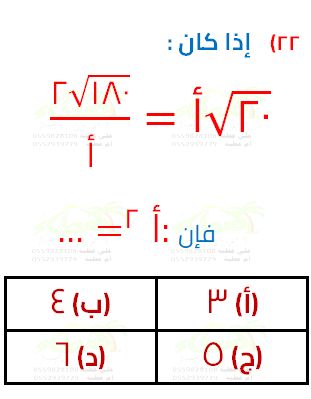 ٢٢) إذا كان :
أ√٢٠ = ٢√١٨٠ / أ
فإن : أ ٢ = ...
(أ) ٣ (ب) ٤
(ج) ٥ (د) ٦